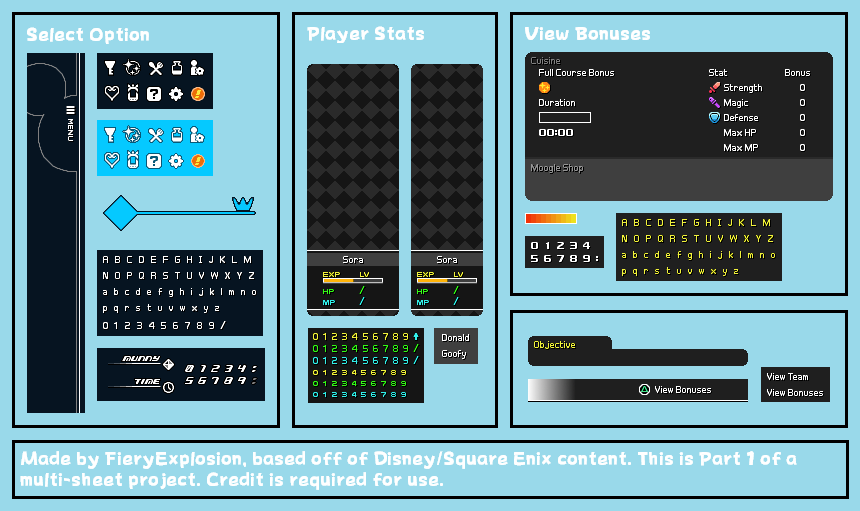 Select Option
MENU
A B C D E F G H I J K L M
N O P Q R S T U V W X Y Z
a b c d e f g h i j k l m n o
p q r s t u v w x y z
0 1 2 3 4 5 6 7 8 9 /
MUNNY
0 1 2 3 4 :
TIME
5 6 7 8 9 :
Player Stats
Sora
EXP LV
HP /
MP /
Sora
EXP LV
HP /
MP /
0 1 2 3 4 5 6 7 8 9
0 1 2 3 4 5 6 7 8 9 /
0 1 2 3 4 5 6 7 8 9 /
0 1 2 3 4 5 6 7 8 9
0 1 2 3 4 5 6 7 8 9
0 1 2 3 4 5 6 7 8 9
Donald
Goofy
View Bonuses
Cuisine
Full Course Bonus
Duration
00:00
Stat Bonus
Strength 0
Magic 0
Defense 0
Max HP 0
Max MP 0
Moogle Shop
0 1 2 3 4
5 6 7 8 9 :
A B C D E F G H I J K L M
N O P Q R S T U V W X Y Z
a b c d e f g h i j k l m n o
p q r s t u v w x y z
Objective
View Bonuses
View Team
View Bonuses
Made by FieryExplosion, based off of Disney/Square Enix content. This is Part 1 of a
multi-sheet project. Credit is required for use.